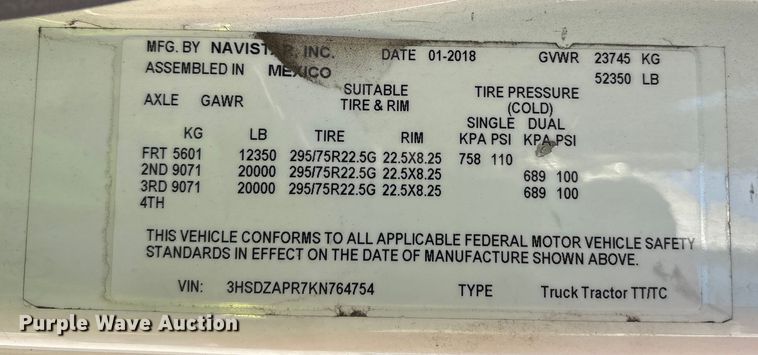 MFG. BY NAVISTAR, INC. DATE 01-2018 GVWR 23745 KG
ASSEMBLED IN MEXICO 52350 LB
AXLE GAWR SUITABLE TIRE & RIM TIRE PRESSURE (COLD)
SINGLE DUAL
KG LB TIRE RIM KPA PSI KPA PSI
FRT 5601 12350 295/75R22.5G 22.5X8.25 758 110
2ND 9071 20000 295/75R22.5G 22.5X8.25 689 100
3RD 9071 20000 295/75R22.5G 22.5X8.25 689 100
4TH
THIS VEHICLE CONFORMS TO ALL APPLICABLE FEDERAL MOTOR VEHICLE SAFETY
STANDARDS IN EFFECT ON THE DATE OF MANUFACTURE SHOWN ABOVE.
VIN: 3HSDZAPR7KN764754 TYPE Truck Tractor TT/TC
Purple Wave Auction